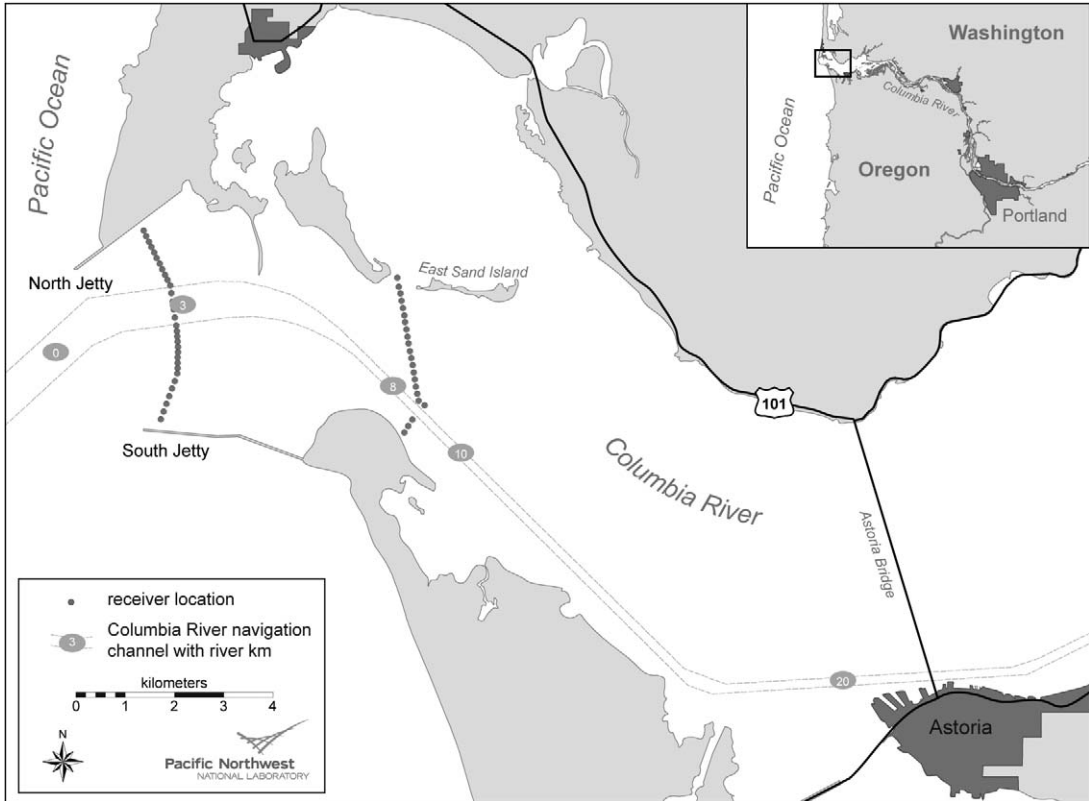 Pacific Ocean
Washington
Columbia River
Pacific Ocean
Oregon
Portland
North Jetty
East Sand Island
3
0
8
101
South Jetty
10
Columbia River
Astoria Bridge
20
Astoria
receiver location
3
Columbia River navigation
channel with river km
kilometers
0 1 2 3 4
N
Pacific Northwest
NATIONAL LABORATORY